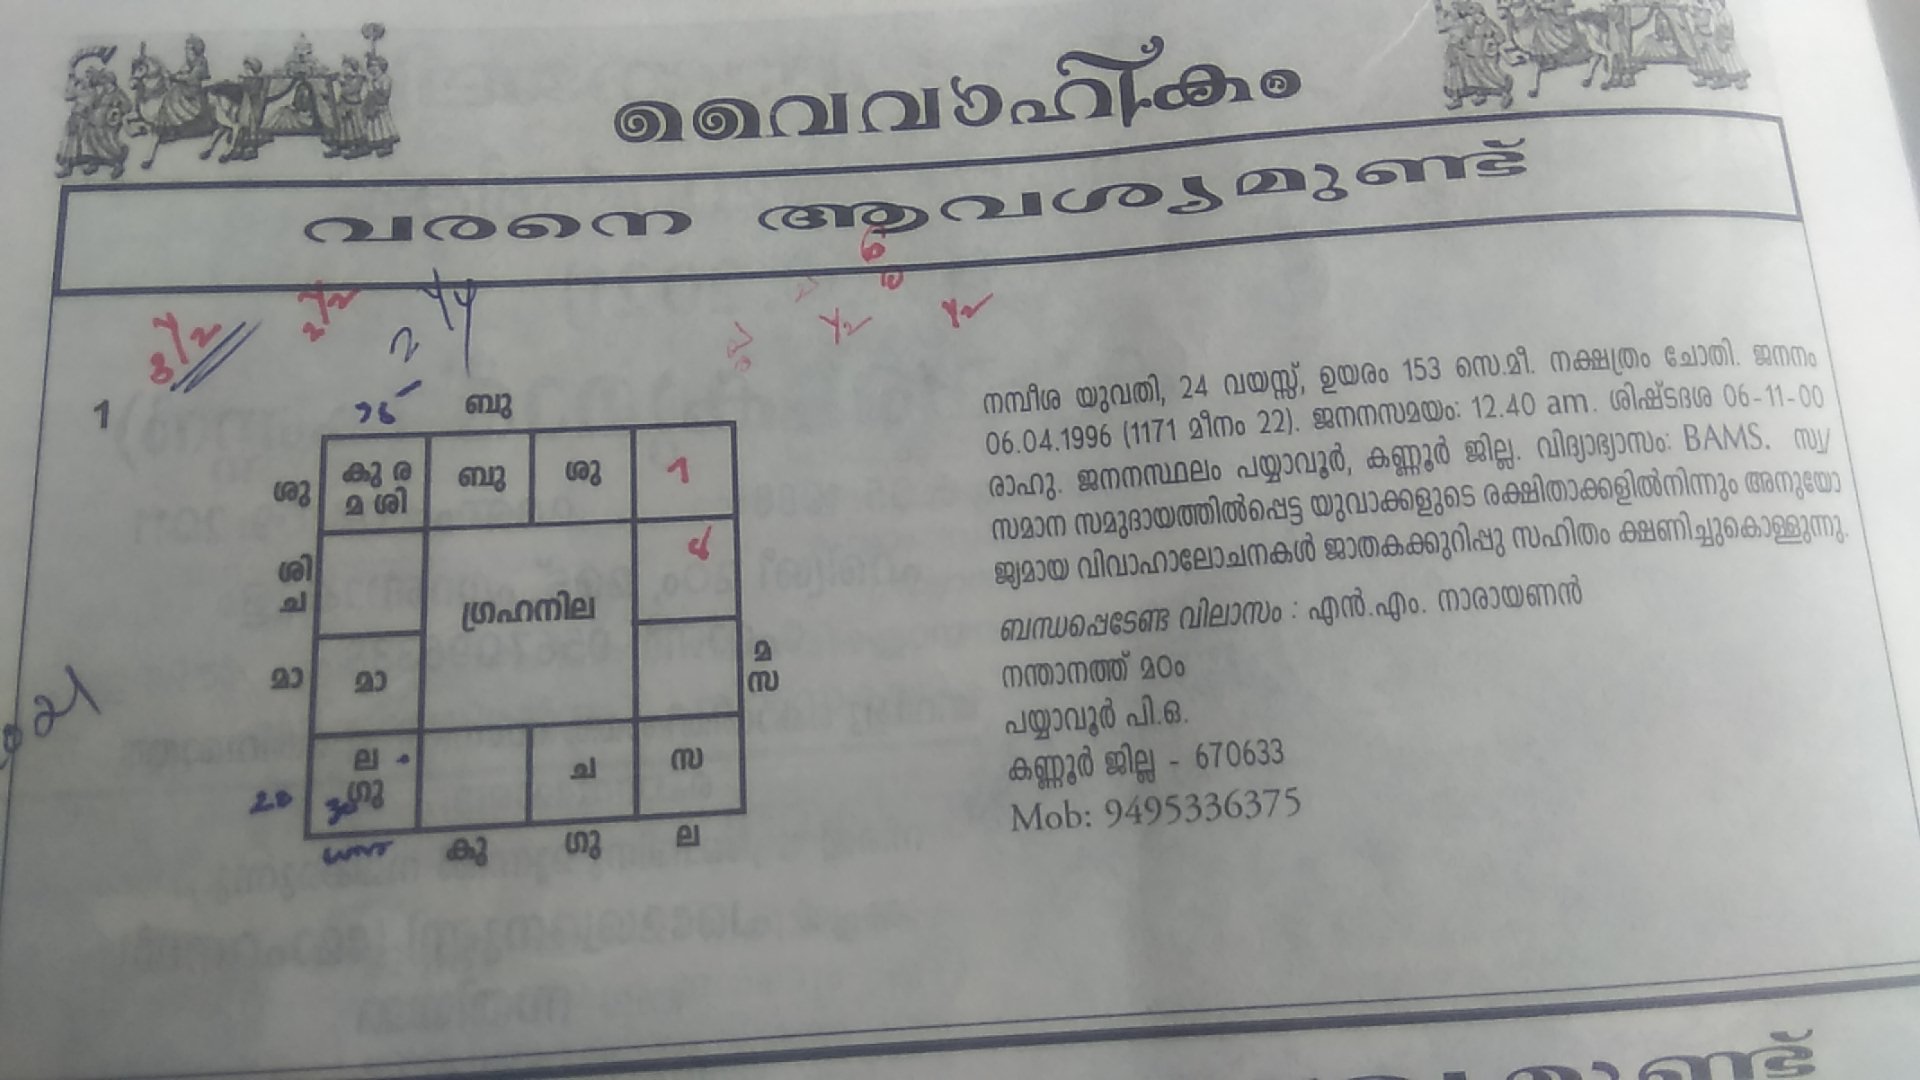 വൈവാഹികം
വരനെ ആവശ്യമുണ്ട്
1
ബു
ശു
കു ര
മ ശി
ബു
ശു
1
ശി
ച
ഗ്രഹനില
മാ
മാ
മ
സ
ല
ഗു
ച
സ
കു
ഗു
ല
നമ്പീശ യുവതി, 24 വയസ്സ്, ഉയരം 153 സെ.മീ. നക്ഷത്രം ചോതി. ജനനം
06.04.1996 (1171 മീനം 22). ജനനസമയം: 12.40 am. ശിഷ്ടദശ 06-11-00
രാഹു. ജനനസ്ഥലം പയ്യാവൂർ, കണ്ണൂർ ജില്ല. വിദ്യാഭ്യാസം: BAMS. സ്വ/
സമാന സമുദായത്തിൽപ്പെട്ട യുവാക്കളുടെ രക്ഷിതാക്കളിൽനിന്നും അനുയോ
ജ്യമായ വിവാഹാലോചനകൾ ജാതകക്കുറിപ്പു സഹിതം ക്ഷണിച്ചുകൊള്ളുന്നു.
ബന്ധപ്പെടേണ്ട വിലാസം : എൻ.എം. നാരായണൻ
നന്താനത്ത് മഠം
പയ്യാവൂർ പി.ഒ.
കണ്ണൂർ ജില്ല - 670633
Mob: 9495336375